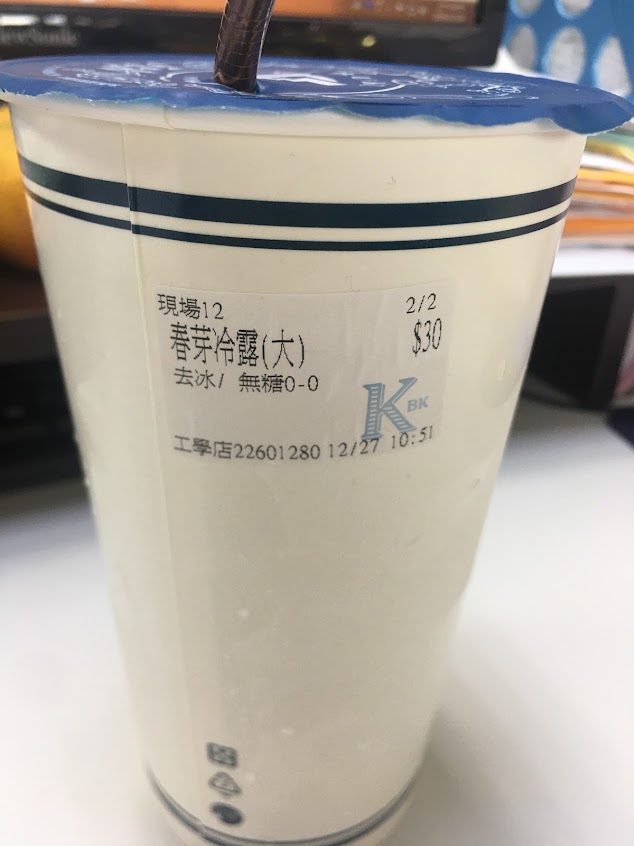 ViewSonic
現場12 2/2
春芽冷露(大) $30
去冰/ 無糖0-0
K BK
工學店22601280 12/27 10:51